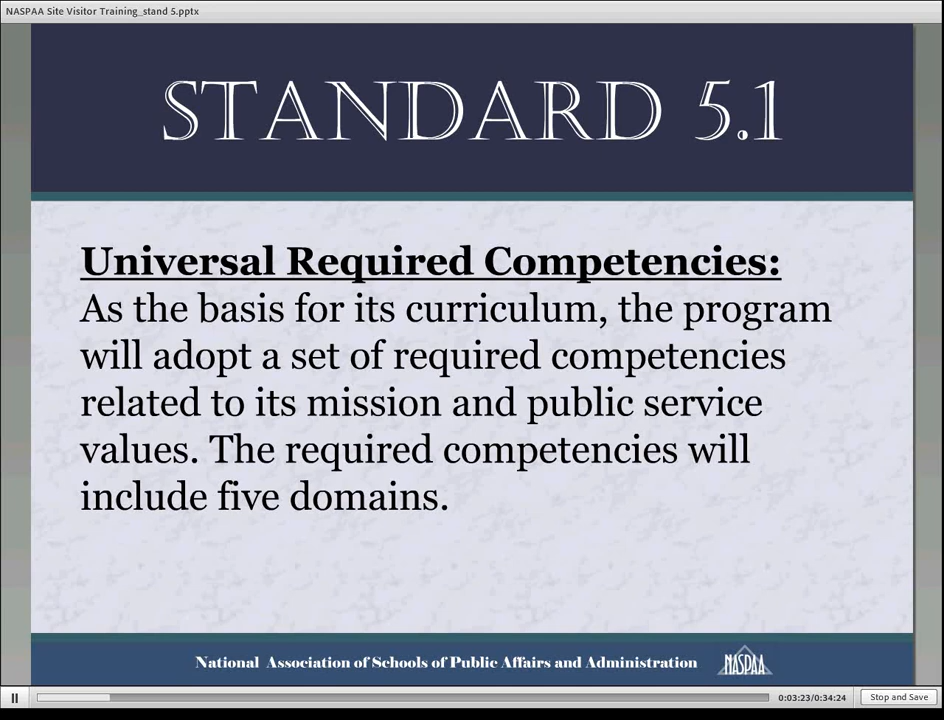 NASPAA Site Visitor Training_stand 5.pptx
STANDARD 5.1
Universal Required Competencies:
As the basis for its curriculum, the program
will adopt a set of required competencies
related to its mission and public service
values. The required competencies will
include five domains.
National Association of Schools of Public Affairs and Administration
NASPAA
0:03:23/0:34:24
Stop and Save